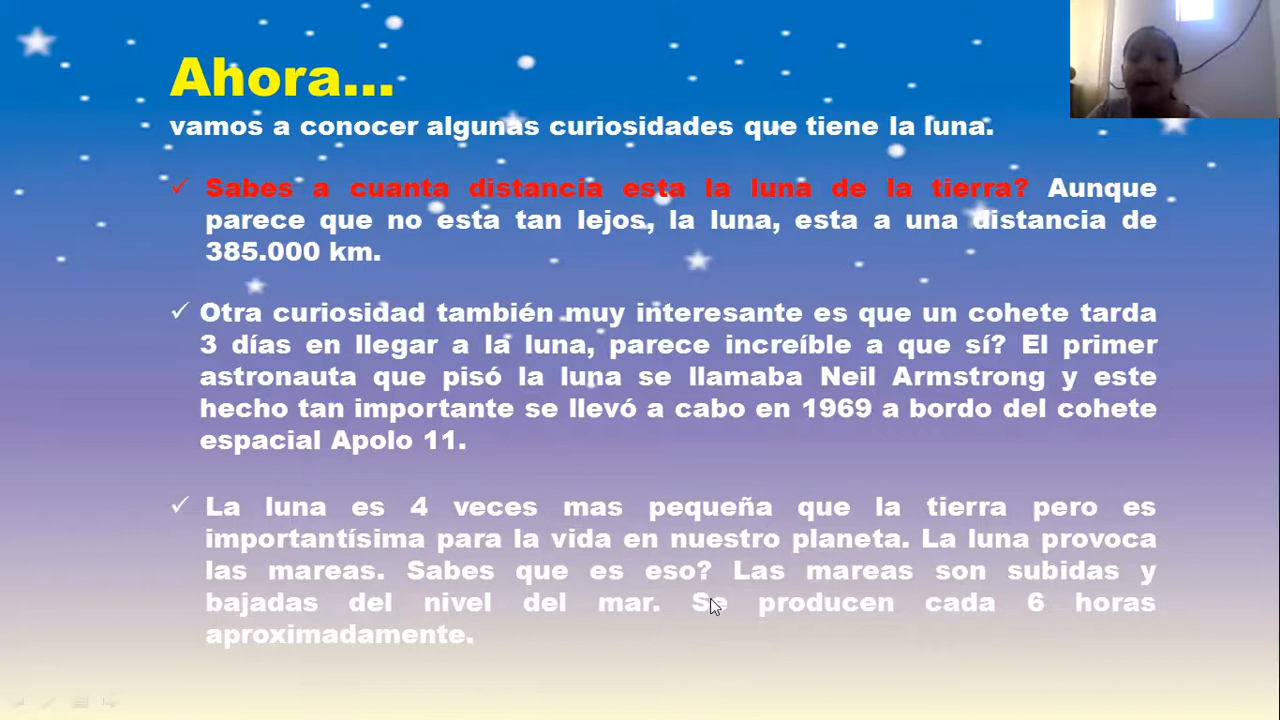 Ahora...
vamos a conocer algunas curiosidades que tiene la luna.
✓ Sabes a cuanta distancia esta la luna de la tierra? Aunque
parece que no esta tan lejos, la luna, esta a una distancia de
385.000 km.
✓ Otra curiosidad también muy interesante es que un cohete tarda
3 días en llegar a la luna, parece increíble a que sí? El primer
astronauta que pisó la luna se llamaba Neil Armstrong y este
hecho tan importante se llevó a cabo en 1969 a bordo del cohete
espacial Apolo 11.
✓ La luna es 4 veces mas pequeña que la tierra pero es
importantísima para la vida en nuestro planeta. La luna provoca
las mareas. Sabes que es eso? Las mareas son subidas y
bajadas del nivel del mar. Se producen cada 6 horas
aproximadamente.